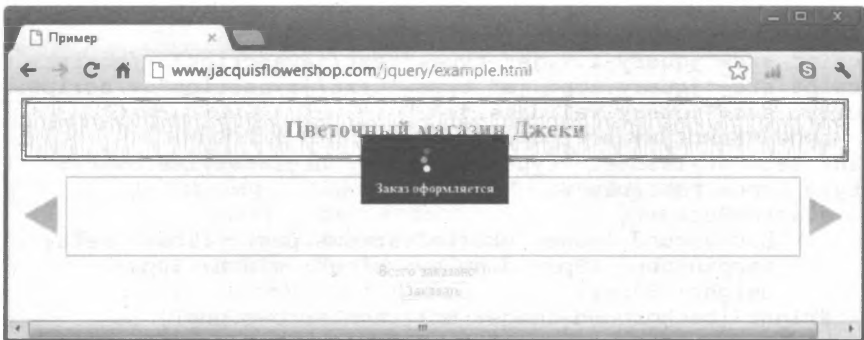 Пример
www.jacquisflowershop.com/jquery/example.html
Цветочный магазин Джеки
Заказ оформляется
Всего заказано:
Заказать